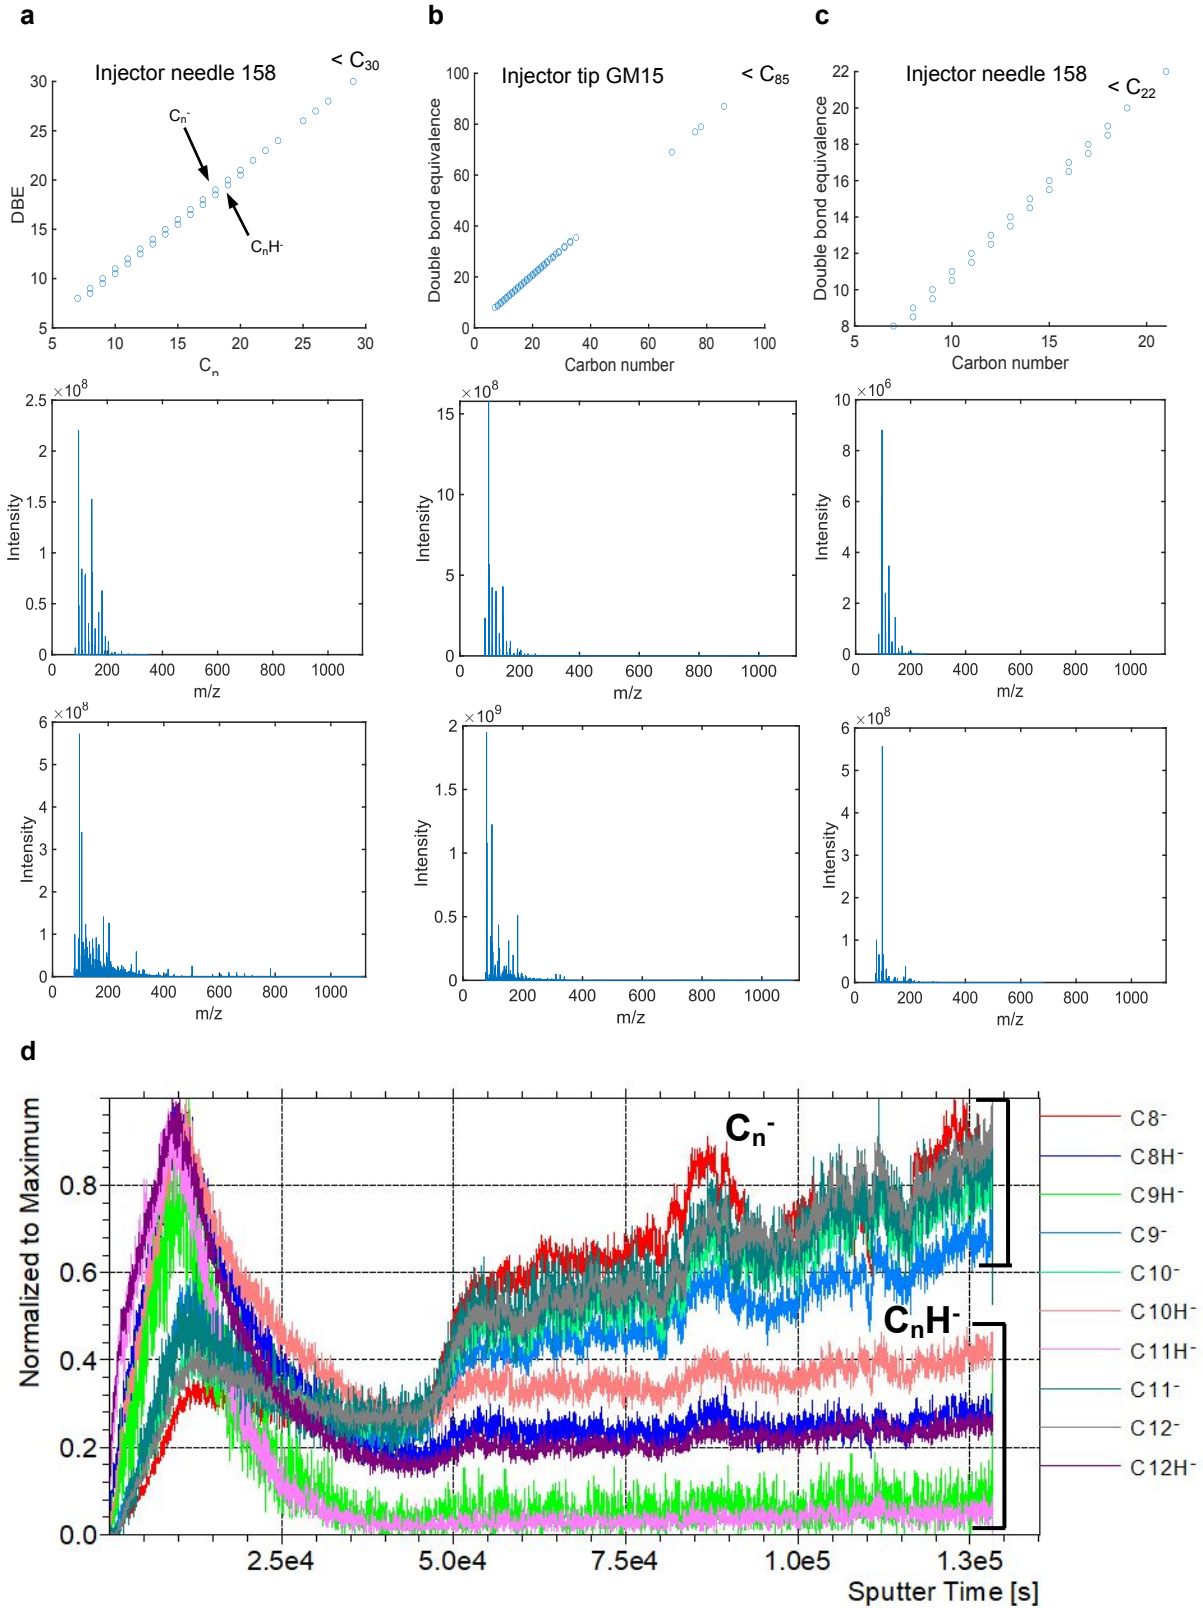 a
b
c
Injector needle 158
< C30
Cn-
CnH-
30
25
20
15
10
5
DBE
5
10
15
20
25
30
Cn
Injector tip GM15
< C85
100
80
60
40
20
0
Double bond equivalence
0
20
40
60
80
100
Carbon number
Injector needle 158
< C22
22
20
18
16
14
12
10
8
Double bond equivalence
5
10
15
20
Carbon number
×10^8
2.5
2
1.5
1
0.5
0
Intensity
0
200
400
600
800
1000
m/z
×10^8
15
10
5
0
Intensity
0
200
400
600
800
1000
m/z
×10^6
10
8
6
4
2
0
Intensity
0
200
400
600
800
1000
m/z
×10^8
6
5
4
3
2
1
0
Intensity
0
200
400
600
800
1000
m/z
×10^9
2
1.5
1
0.5
0
Intensity
0
200
400
600
800
1000
m/z
×10^8
6
5
4
3
2
1
0
Intensity
0
200
400
600
800
1000
m/z
d
Normalized to Maximum
0.8
0.6
0.4
0.2
0.0
Cn-
CnH-
2.5e4
5.0e4
7.5e4
1.0e5
1.3e5
Sputter Time [s]
C8-
C8H-
C9H-
C9-
C10-
C10H-
C11H-
C11-
C12-
C12H-